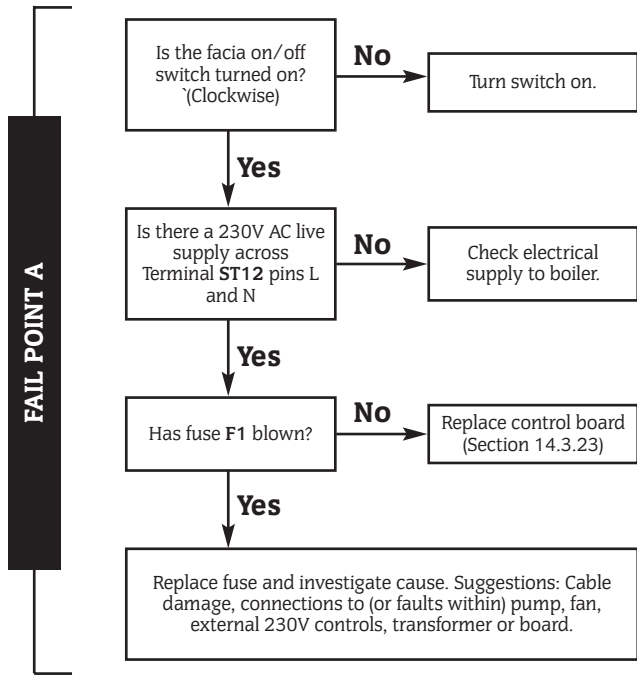 FAIL POINT A
Is the facia on/off
switch turned on?
`(Clockwise)
No
Turn switch on.
Yes
Is there a 230V AC live
supply across
Terminal ST12 pins L
and N
No
Check electrical
supply to boiler.
Yes
Has fuse F1 blown?
No
Replace control board
(Section 14.3.23)
Yes
Replace fuse and investigate cause. Suggestions: Cable
damage, connections to (or faults within) pump, fan,
external 230V controls, transformer or board.